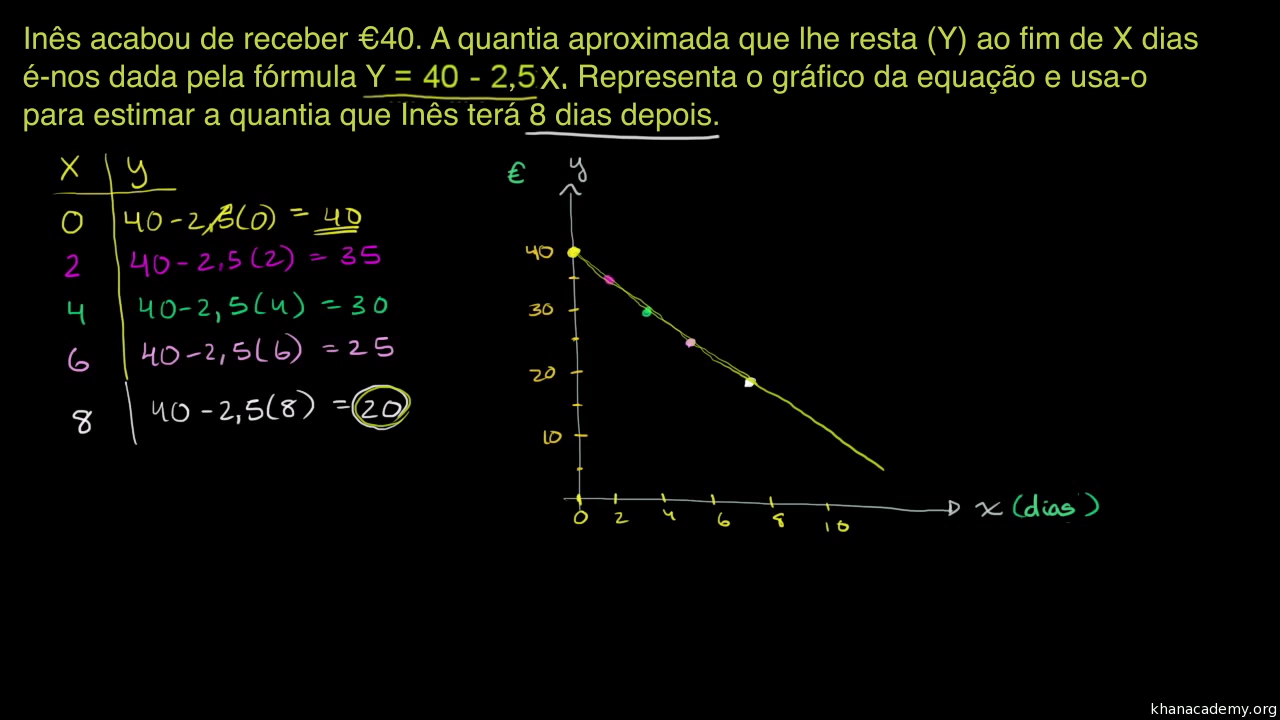 Inês acabou de receber €40. A quantia aproximada que lhe resta (Y) ao fim de X dias
é-nos dada pela fórmula Y = 40 - 2,5X. Representa o gráfico da equação e usa-o
para estimar a quantia que Inês terá 8 dias depois.
x y
0 40-2,5(0) = 40
2 40-2,5(2) = 35
4 40-2,5(4) = 30
6 40-2,5(6) = 25
8 40-2,5(8) = 20
€ y
40
30
20
10
0 2 4 6 8 10 x (dias)
khanacademy.org